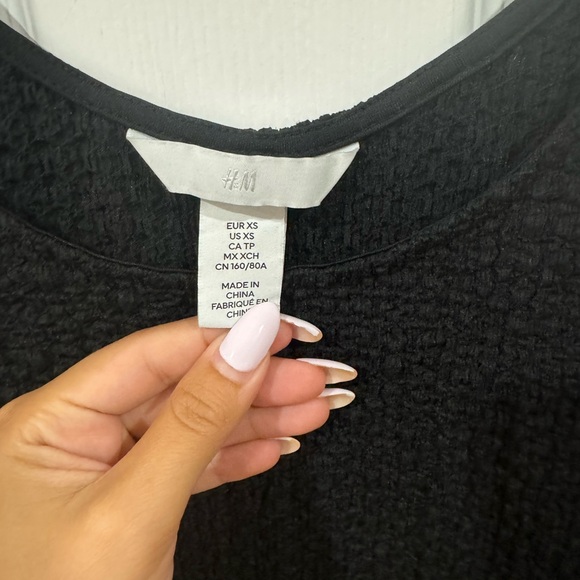 H&M
EUR XS
US XS
CA TP
MX XCH
CN 160/80A
MADE IN
CHINA
FABRIQUÉ EN